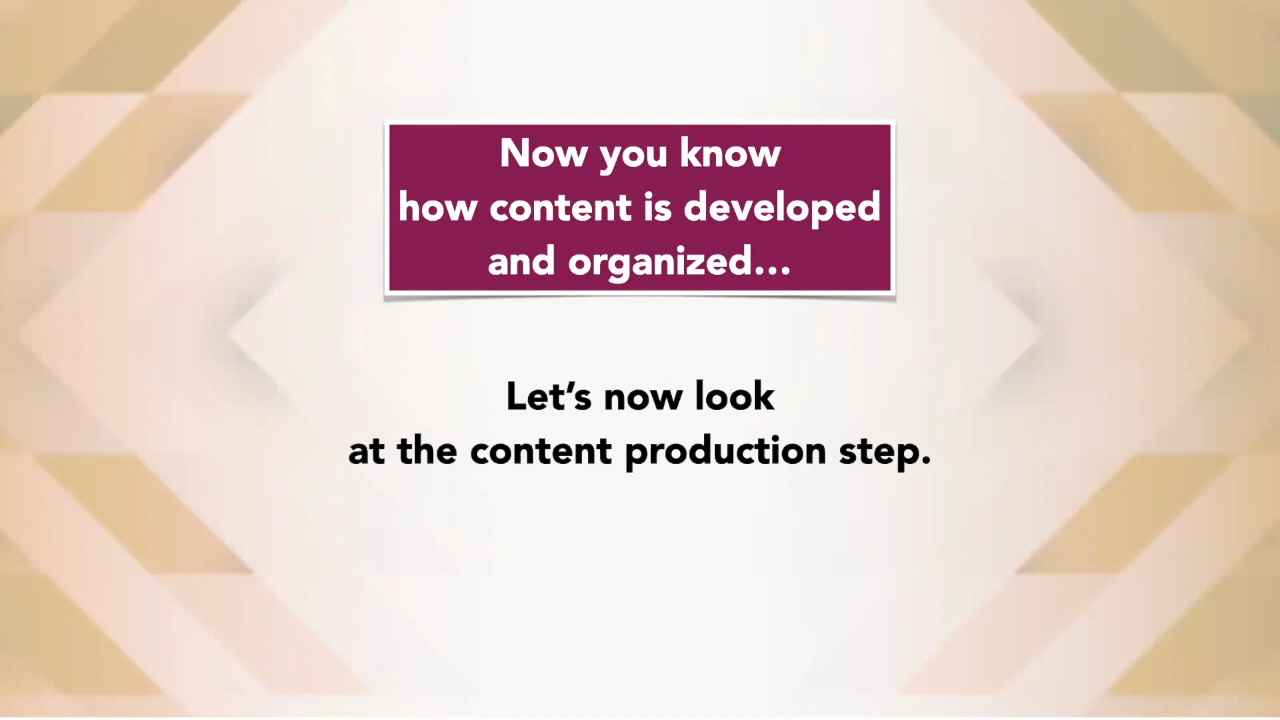 Now you know
how content is developed
and organized…
Let’s now look
at the content production step.